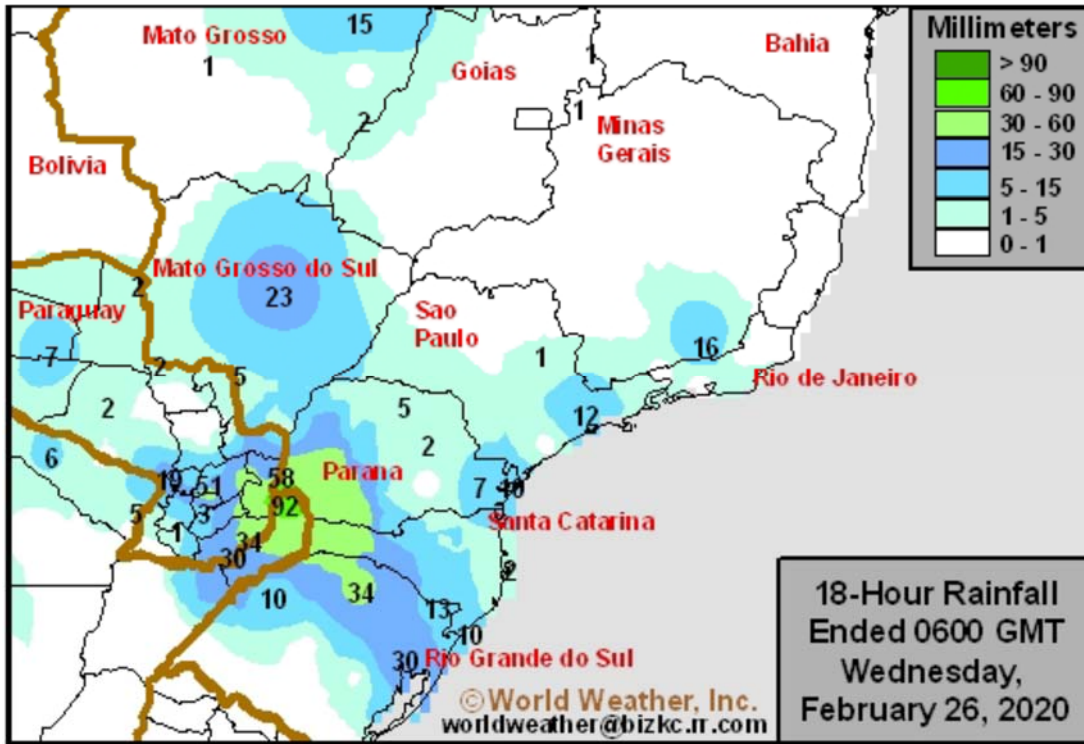 Mato Grosso
15
Bahia
Millimeters
> 90
60 - 90
30 - 60
15 - 30
5 - 15
1 - 5
0 - 1
1
Goias
1
1
Minas
Gerais
2
Bolivia
Mato Grosso do Sul
2
23
Paraguay
Sao
Paulo
7
2
5
1
16
Rio de Janeiro
2
5
12
2
6
19
51
58
Parana
7
92
3
5
1
34
30
Santa Catarina
2
10
34
13
10
30
Rio Grande do Sul
©World Weather, Inc.
worldweather@bizkc.rr.com
18-Hour Rainfall
Ended 0600 GMT
Wednesday,
February 26, 2020